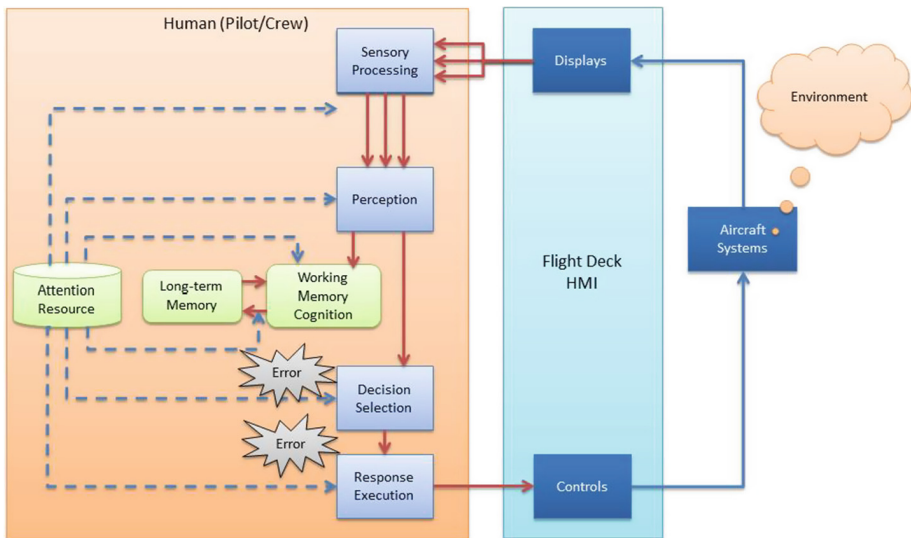 Human (Pilot/Crew)
Sensory
Processing
Displays
Environment
Perception
Aircraft
Systems
Flight Deck
HMI
Attention
Resource
Long-term
Memory
Working
Memory
Cognition
Error
Decision
Selection
Error
Response
Execution
Controls